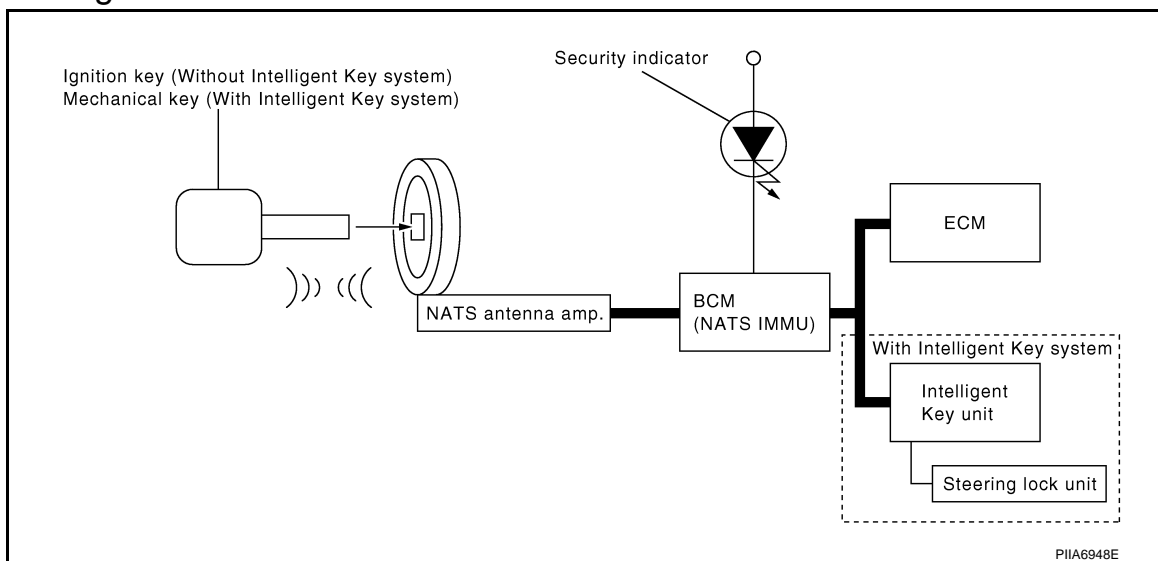 Ignition key (Without Intelligent Key system)
Mechanical key (With Intelligent Key system)
Security indicator
ECM
NATS antenna amp.
BCM
(NATS IMMU)
With Intelligent Key system
Intelligent
Key unit
Steering lock unit
PIIA6948E